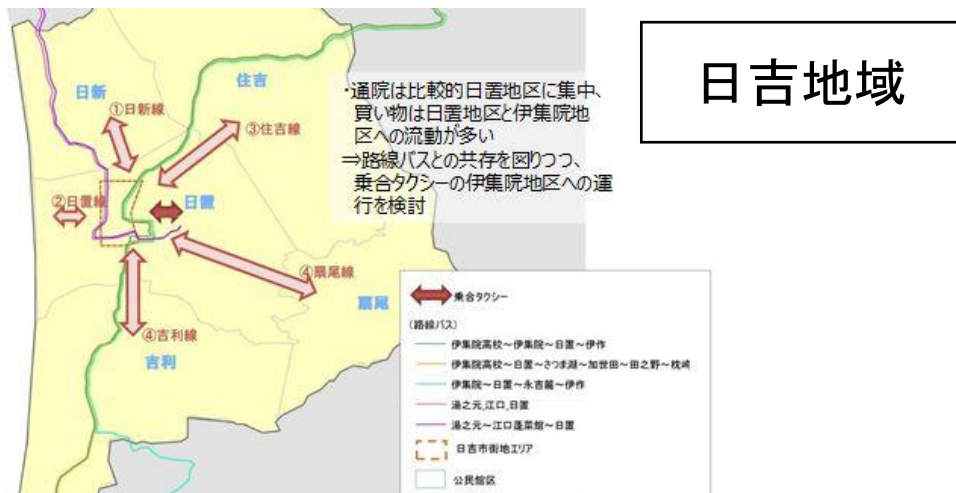 日吉地域
・通院は比較的日置地区に集中、
買い物は日置地区と伊集院地
区への流動が多い
⇒路線バスとの共存を図りつつ、
乗合タクシーの伊集院地区への運
行を検討
住吉
日新
①日新線
③住吉線
②日置線
日置
④扇尾線
扇尾
④吉利線
吉利
乗合タクシー
(路線バス)
伊集院高校～伊集院～日置～伊作
伊集院高校～日置～さつま湖～加世田～田之野～枕崎
伊集院～日置～永吉麓～伊作
湯之元,江口,日置
湯之元～江口蓬莱館～日置
日吉市街地エリア
公民館区